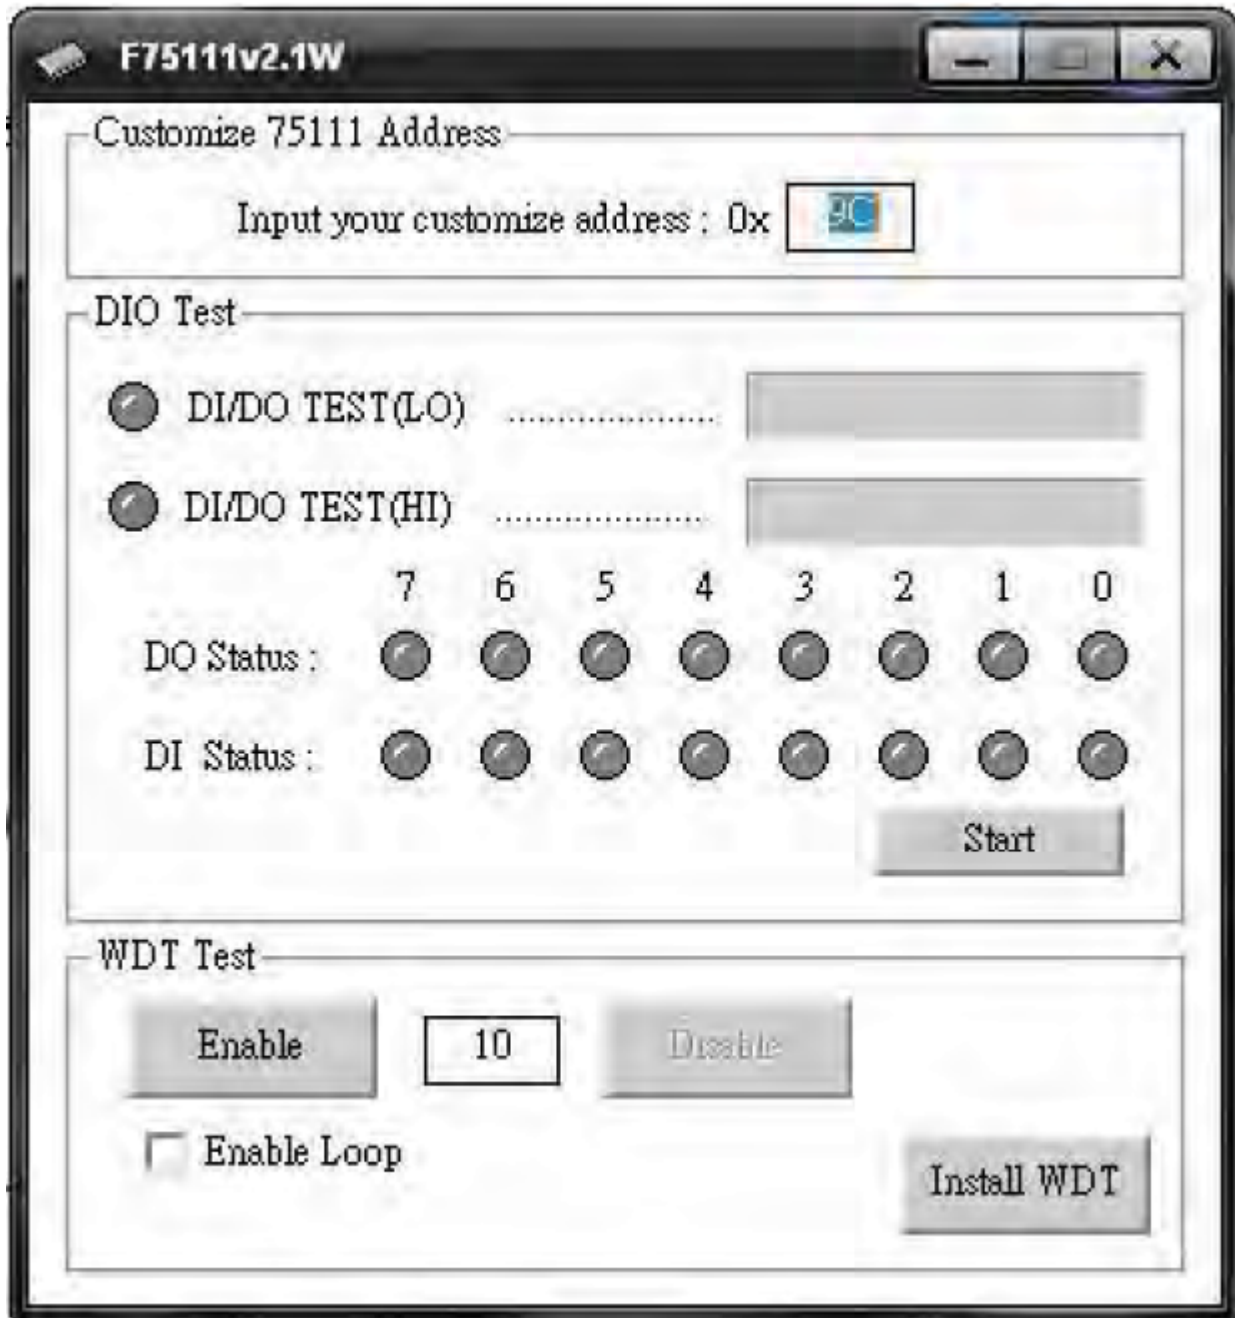 F75111v2.1W
Customize 75111 Address
Input your customize address : 0x 9C
DIO Test
DI/DO TEST(LO) ......................
DI/DO TEST(HI) ......................
7 6 5 4 3 2 1 0
DO Status :
DI Status :
Start
WDT Test
Enable 10 Disable
Enable Loop
Install WDT